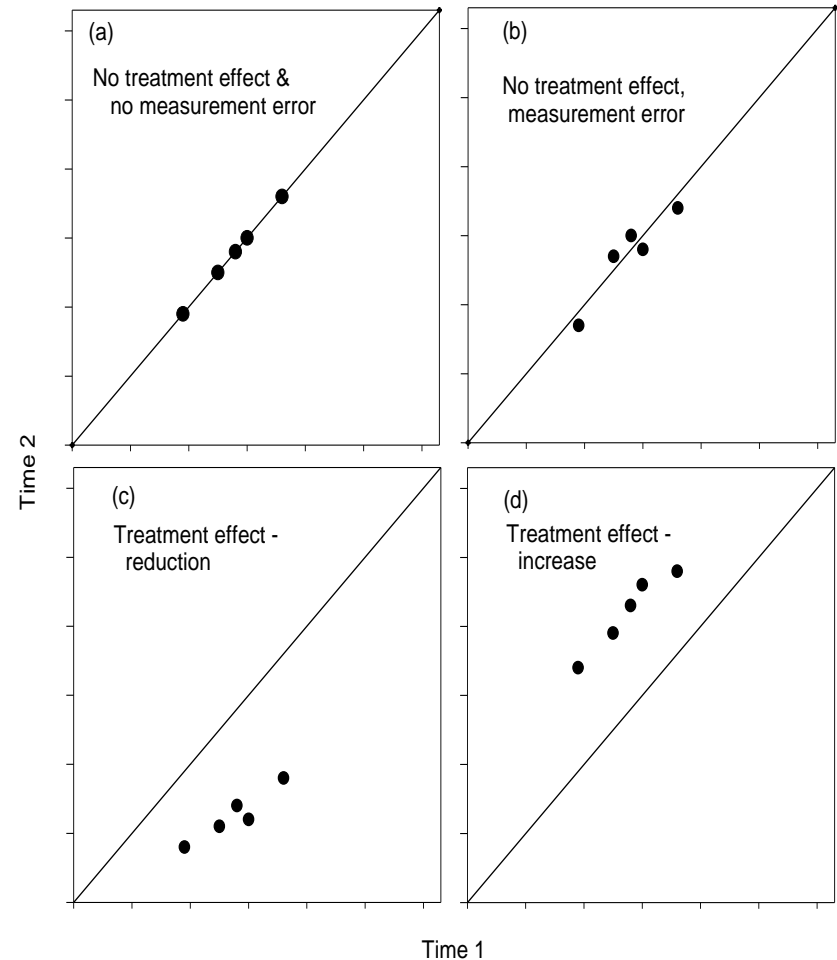 (a)
No treatment effect &
no measurement error
(b)
No treatment effect,
measurement error
Time 2
(c)
Treatment effect -
reduction
(d)
Treatment effect -
increase
Time 1